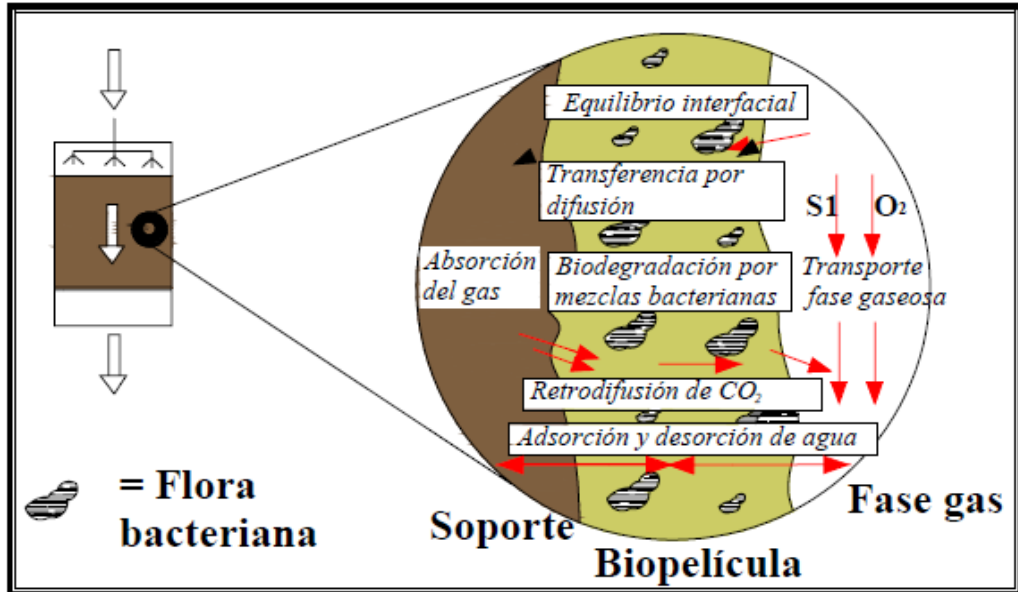 Equilibrio interfacial
Transferencia por
difusión
S1 O₂
Absorción
del gas
Biodegradación por
mezclas bacterianas
Transporte
fase gaseosa
Retrodifusión de CO₂
Adsorción y desorción de agua
= Flora
bacteriana
Soporte
Biopelícula
Fase gas